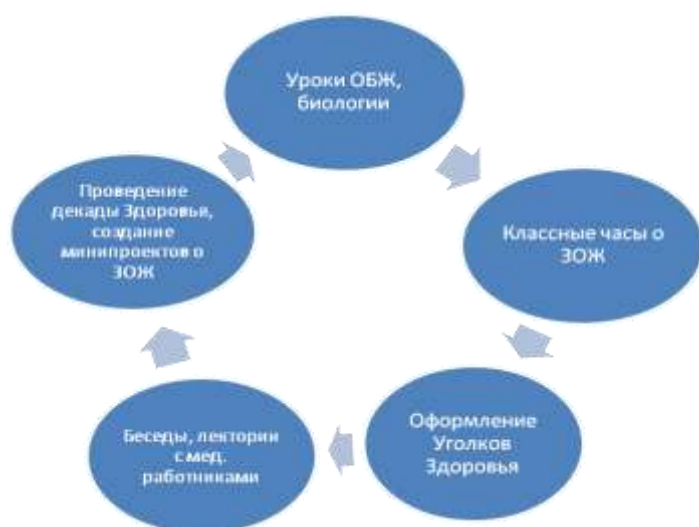 Уроки ОБЖ,
биологии
Классные часы о
ЗОЖ
Оформление
Уголков
Здоровья
Беседы, лектории
с мед.
работниками
Проведение
декады Здоровья,
создание
минипроектов о
ЗОЖ